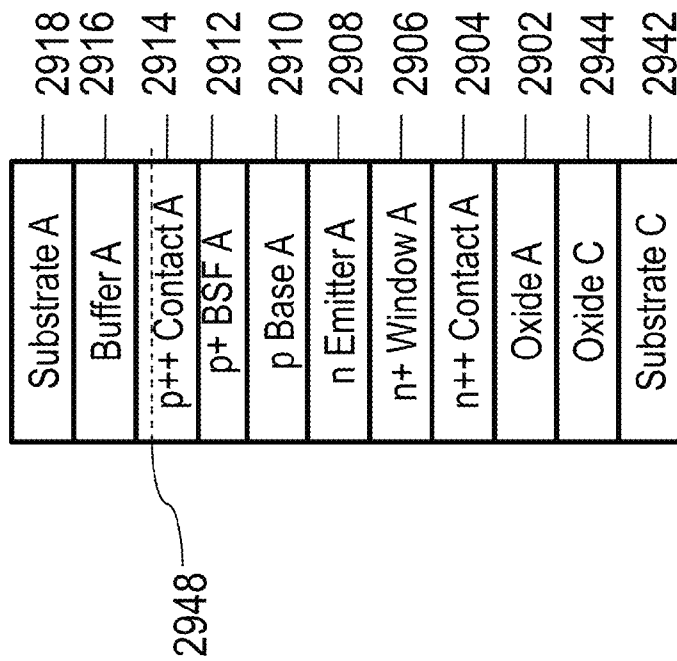 Substrate A 2918
Buffer A 2916
p++ Contact A 2914
p+ BSF A 2912
p Base A 2910
n Emitter A 2908
n+ Window A 2906
n++ Contact A 2904
Oxide A 2902
Oxide C 2944
Substrate C 2942
2948